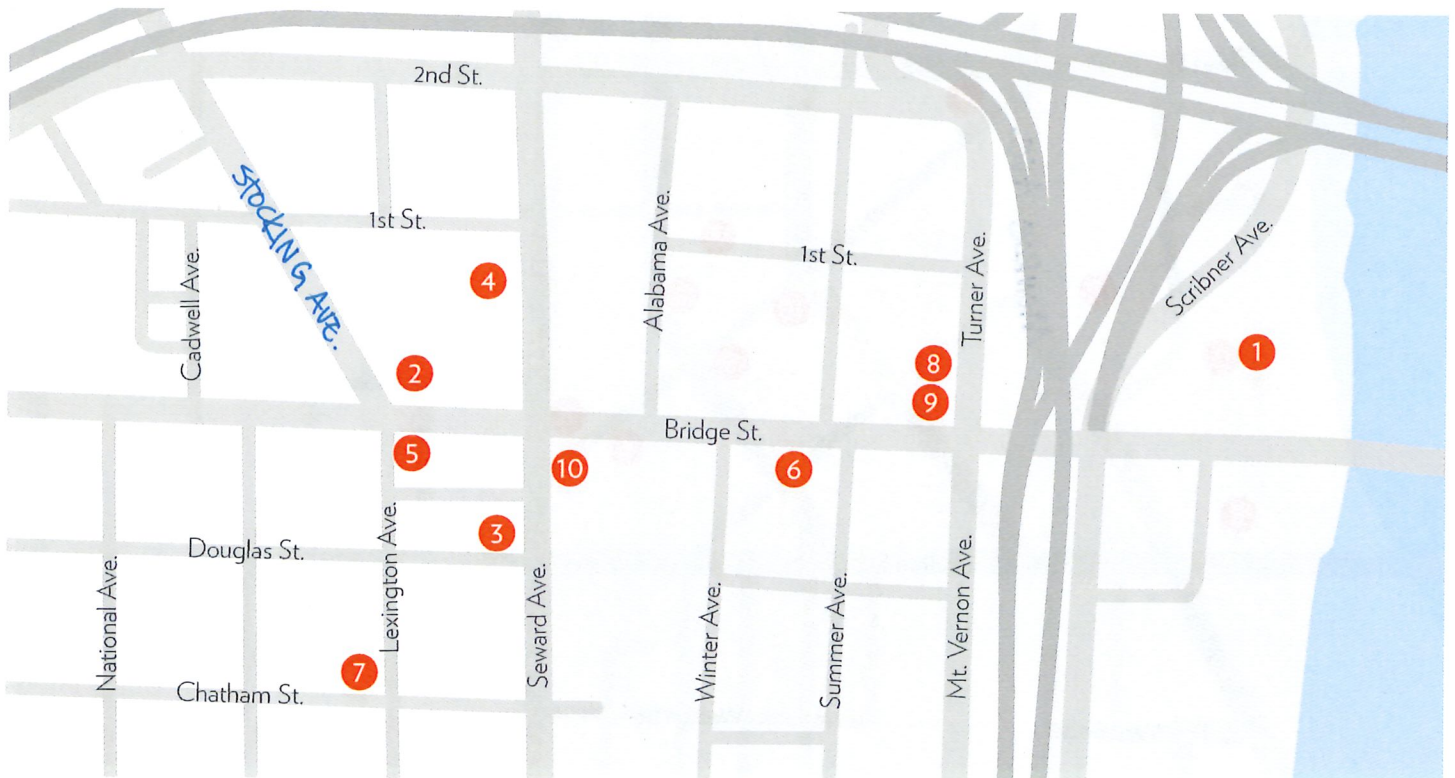 2nd St.
STOCKING AVE.
1st St.
Cadwell Ave.
4
Alabama Ave.
1st St.
Turner Ave.
Scribner Ave.
1
2
8
9
Bridge St.
5
10
6
3
Douglas St.
National Ave.
Lexington Ave.
Seward Ave.
Winter Ave.
Summer Ave.
Mt. Vernon Ave.
7
Chatham St.